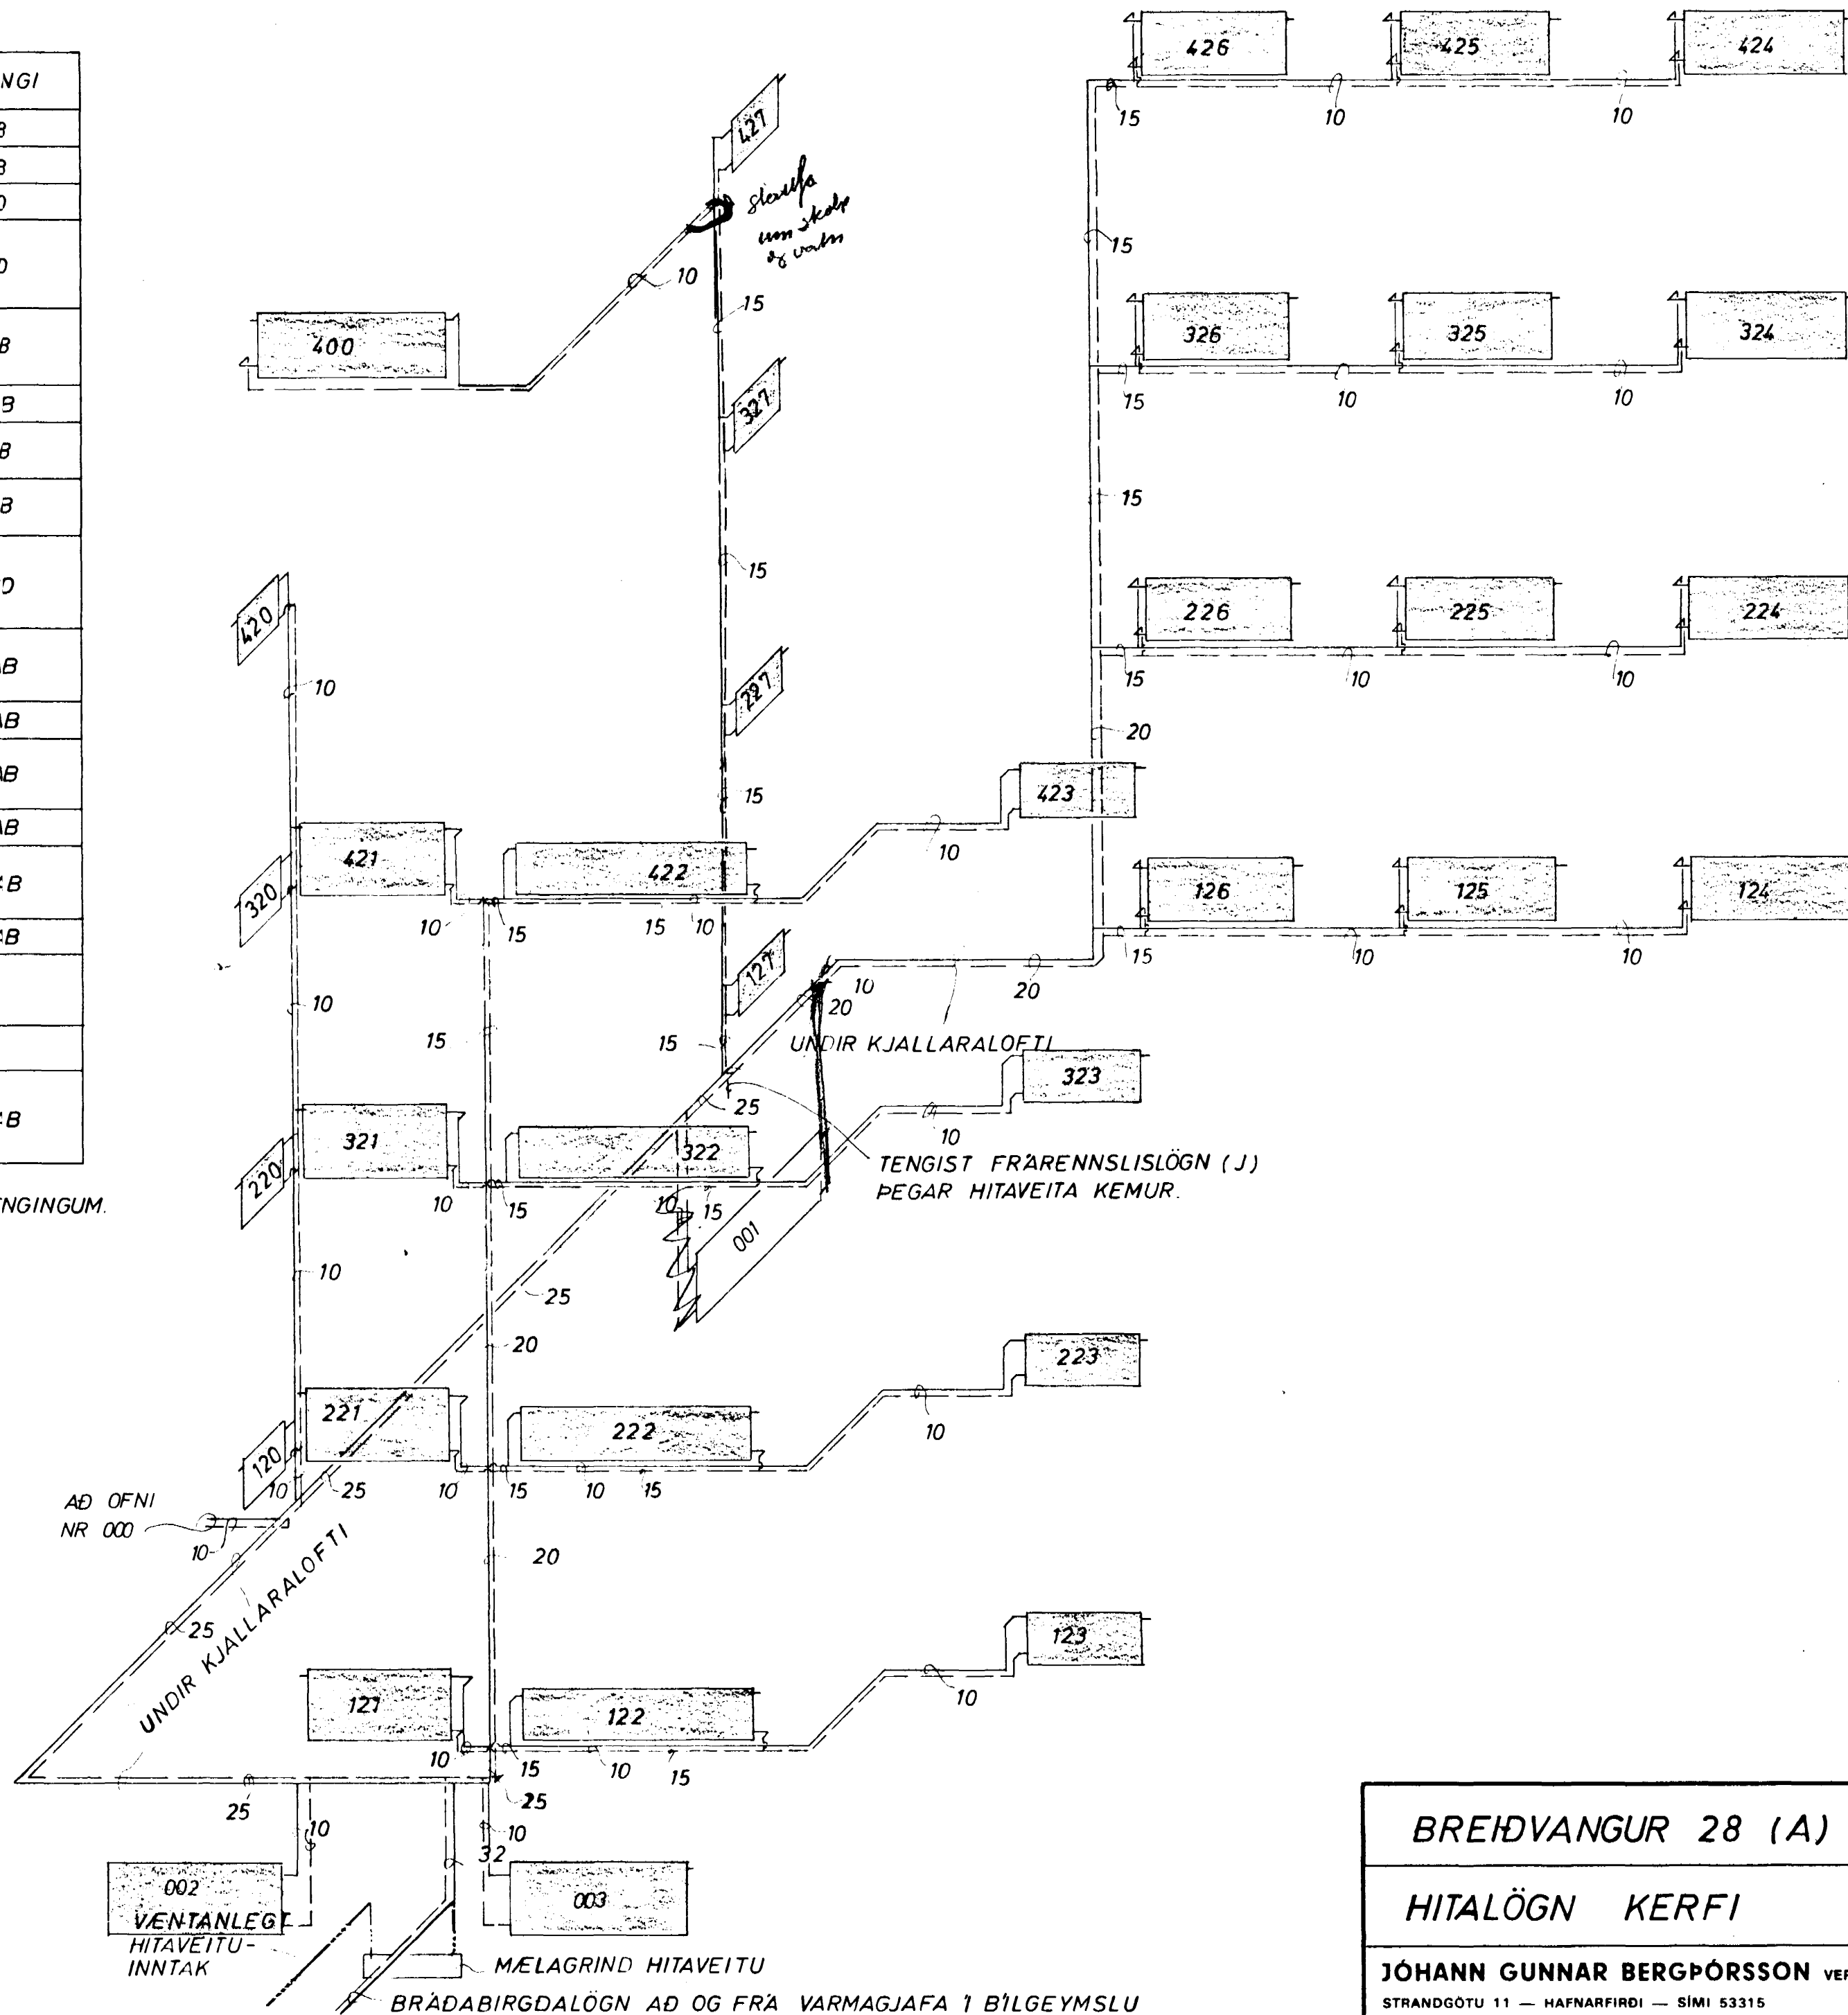 NGI
B
B
O
D
B
B
B
B
O
AB
AB
AB
AB
AB
AB
AB
NGINGUM.
426
425
424
15
10
10
427
um skolp
og vatn
10
15
15
400
326
325
324
15
10
10
327
15
15
420
226
225
224
15
10
10
10
227
20
15
423
10
421
422
10
15
15
10
320
126
125
124
15
10
10
127
10
20
20
10
15
15
UNDIR KJALLARALOFTI
25
323
10
321
322
220
TENGIST FRÁRENNSLISLÖGN (J)
ÞEGAR HITAVEITA KEMUR.
10
15
10
15
001
10
25
20
223
10
221
222
120
10
25
10
15
10
15
AÐ OFNI
NR 000
10
20
25
UNDIR KJALLARALOFTI
123
10
121
122
10
15
10
15
25
25
10
10
32
002
003
VÆNTANLEGT
HITAVEITU-
INNTAK
MÆLAGRIND HITAVEITU
BRÁÐABIRGÐALÖGN AÐ OG FRÁ VARMAGJAFA Í BÍLGEYMSLU
BREIÐVANGUR 28 (A)
HITALÖGN KERFI
JÓHANN GUNNAR BERGÞÓRSSON VER
STRANDGÖTU 11 — HAFNARFIRÐI — SÍMI 53315